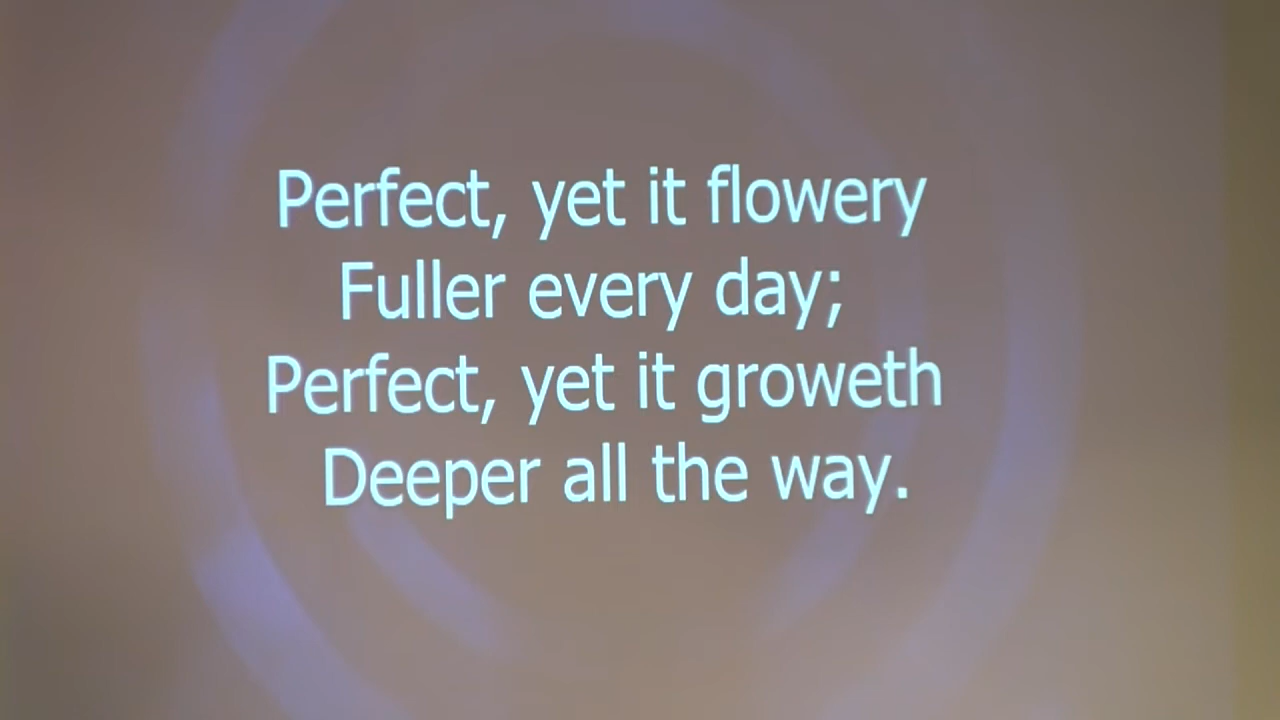 Perfect, yet it flowery
Fuller every day;
Perfect, yet it groweth
Deeper all the way.